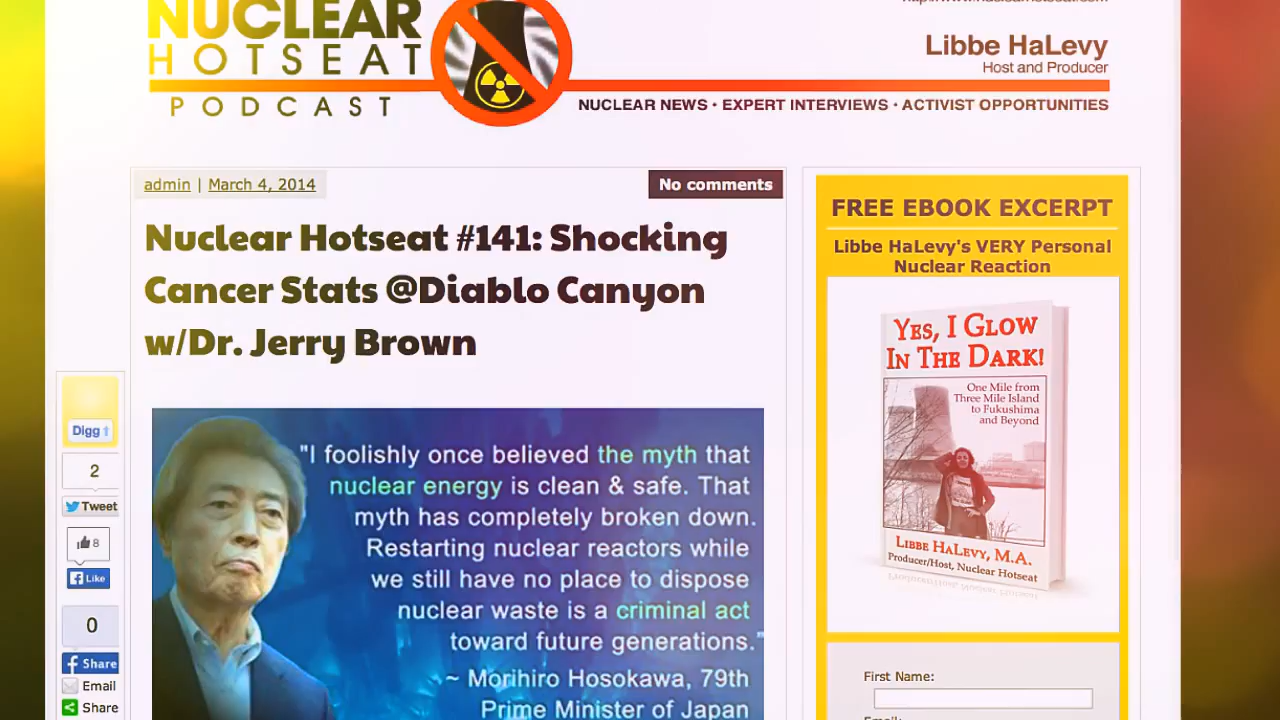 http://www.nuclearhotseat.com
NUCLEAR
HOTSEAT
PODCAST
Libbe HaLevy
Host and Producer
NUCLEAR NEWS • EXPERT INTERVIEWS • ACTIVIST OPPORTUNITIES
admin | March 4, 2014
No comments
Nuclear Hotseat #141: Shocking
Cancer Stats @Diablo Canyon
w/Dr. Jerry Brown
Digg
2
Tweet
8
Like
0
Share
Email
Share
"I foolishly once believed the myth that
nuclear energy is clean & safe. That
myth has completely broken down.
Restarting nuclear reactors while
we still have no place to dispose
nuclear waste is a criminal act
toward future generations."
~ Morihiro Hosokawa, 79th
Prime Minister of Japan
FREE EBOOK EXCERPT
Libbe HaLevy's VERY Personal
Nuclear Reaction
YES, I GLOW
IN THE DARK!
One Mile from
Three Mile Island
to Fukushima
and Beyond
LIBBE HALEVY, M.A.
Producer/Host, Nuclear Hotseat
First Name:
Email: